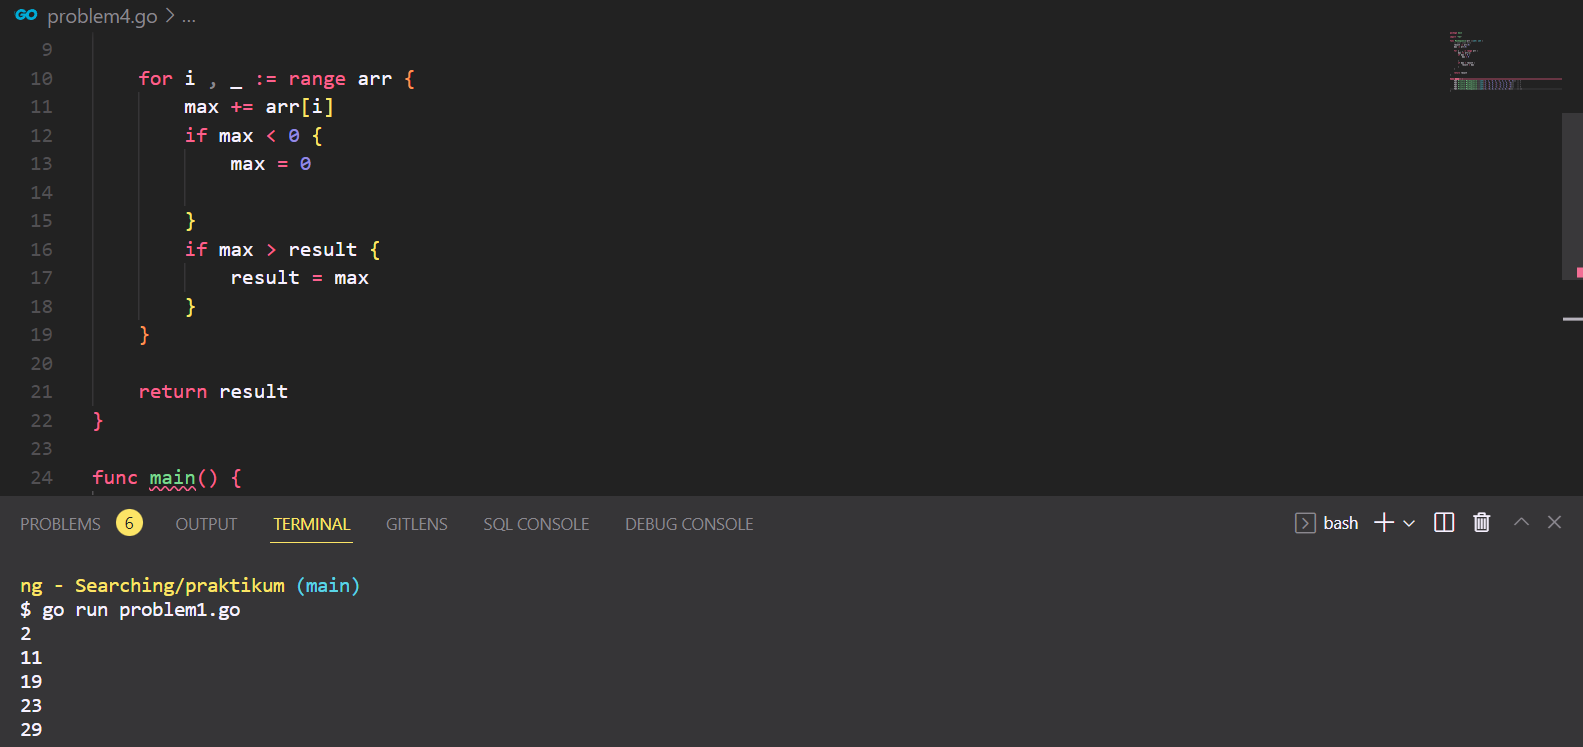 GO problem4.go > ...
9
10 for i , _ := range arr {
11 max += arr[i]
12 if max < 0 {
13 max = 0
14
15 }
16 if max > result {
17 result = max
18 }
19 }
20
21 return result
22 }
23
24 func main() {
PROBLEMS 6 OUTPUT TERMINAL GITLENS SQL CONSOLE DEBUG CONSOLE bash
ng - Searching/praktikum (main)
$ go run problem1.go
2
11
19
23
29